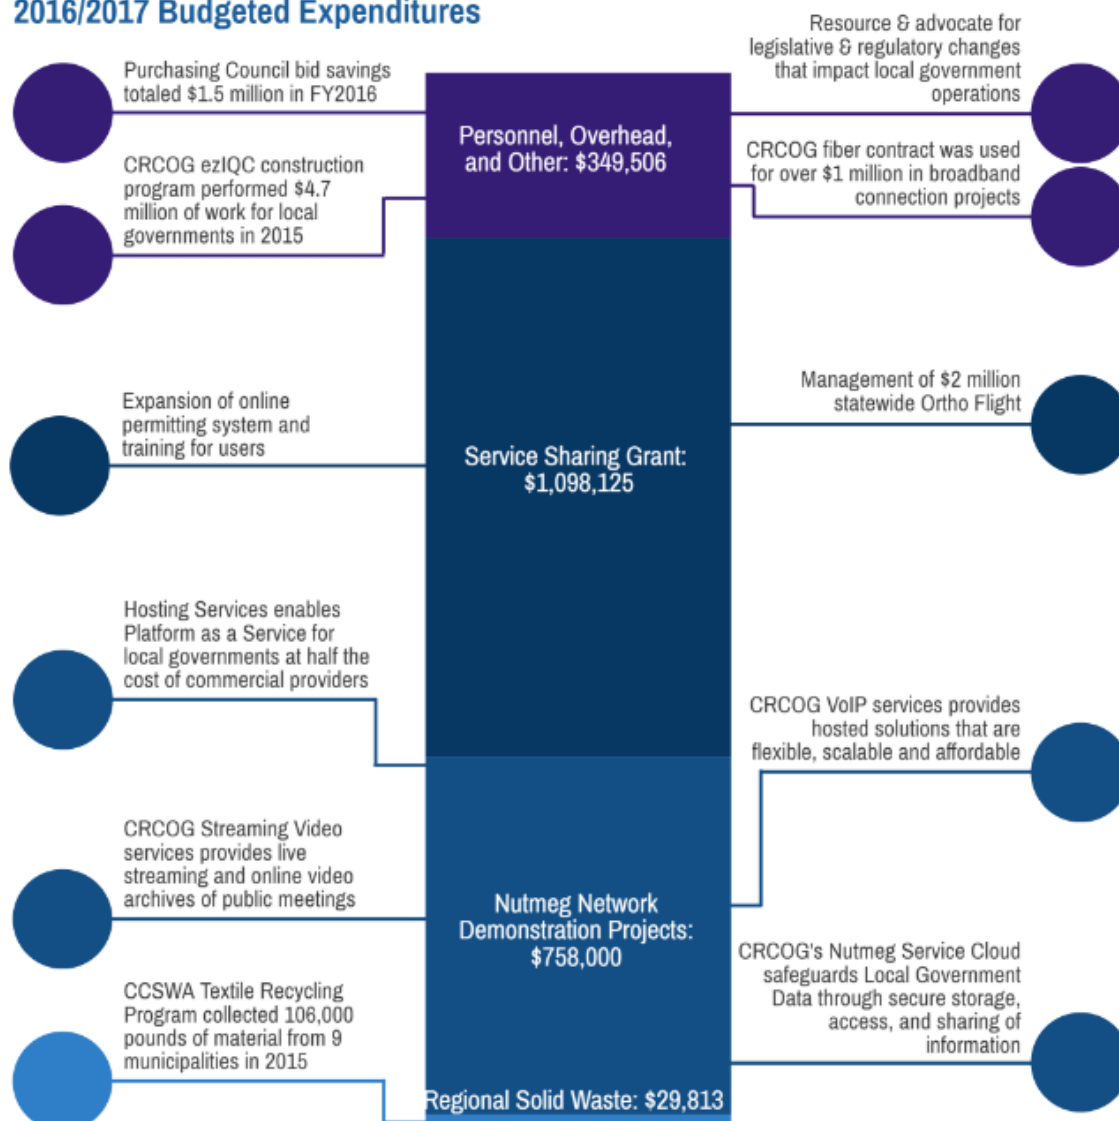 2016/2017 Budgeted Expenditures
Purchasing Council bid savings
totaled $1.5 million in FY2016
CRCOG ezIQC construction
program performed $4.7
million of work for local
governments in 2015
Expansion of online
permitting system and
training for users
Hosting Services enables
Platform as a Service for
local governments at half the
cost of commercial providers
CRCOG Streaming Video
services provides live
streaming and online video
archives of public meetings
CCSWA Textile Recycling
Program collected 106,000
pounds of material from 9
municipalities in 2015
Personnel, Overhead,
and Other: $349,506
Service Sharing Grant:
$1,098,125
Nutmeg Network
Demonstration Projects:
$758,000
Regional Solid Waste: $29,813
Resource & advocate for
legislative & regulatory changes
that impact local government
operations
CRCOG fiber contract was used
for over $1 million in broadband
connection projects
Management of $2 million
statewide Ortho Flight
CRCOG VoIP services provides
hosted solutions that are
flexible, scalable and affordable
CRCOG's Nutmeg Service Cloud
safeguards Local Government
Data through secure storage,
access, and sharing of
information